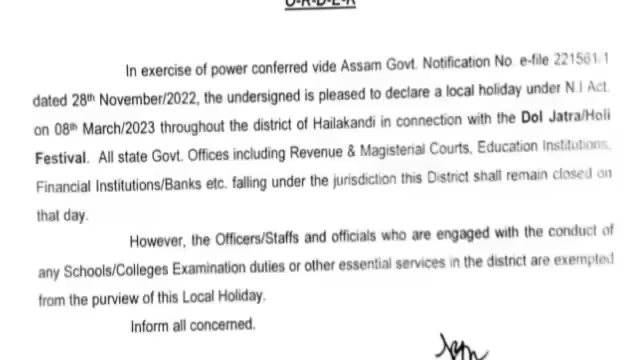 O-R-D-E-R
In exercise of power conferred vide Assam Govt. Notification No. e-file 221561/1
dated 28th November/2022, the undersigned is pleased to declare a local holiday under N.I Act.
on 08th March/2023 throughout the district of Hailakandi in connection with the Dol Jatra/Holi
Festival. All state Govt. Offices including Revenue & Magisterial Courts, Education Institutions,
Financial Institutions/Banks etc. falling under the jurisdiction this District shall remain closed on
that day.
However, the Officers/Staffs and officials who are engaged with the conduct of
any Schools/Colleges Examination duties or other essential services in the district are exempted
from the purview of this Local Holiday.
Inform all concerned.